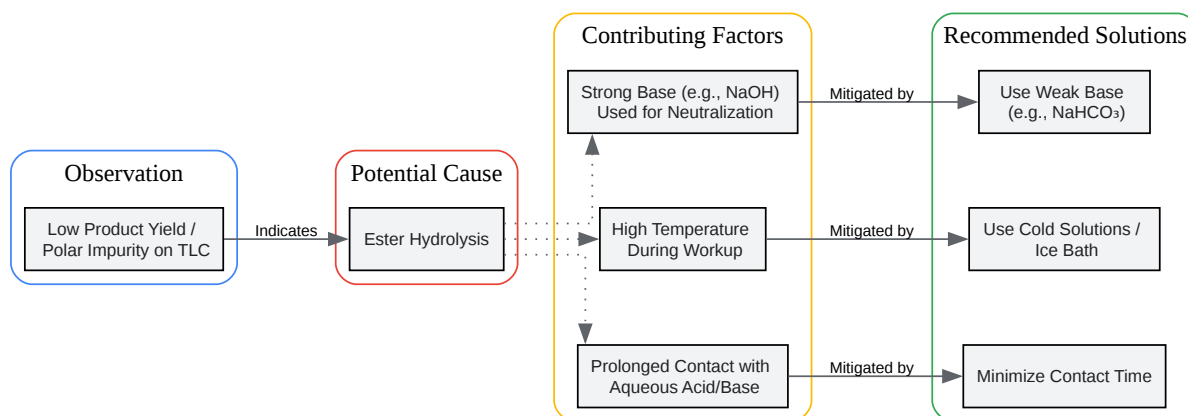 Observation
Low Product Yield /
Polar Impurity on TLC
Indicates
Potential Cause
Ester Hydrolysis
Contributing Factors
Strong Base (e.g., NaOH)
Used for Neutralization
High Temperature
During Workup
Prolonged Contact with
Aqueous Acid/Base
Mitigated by
Mitigated by
Mitigated by
Recommended Solutions
Use Weak Base
(e.g., NaHCO₃)
Use Cold Solutions /
Ice Bath
Minimize Contact Time